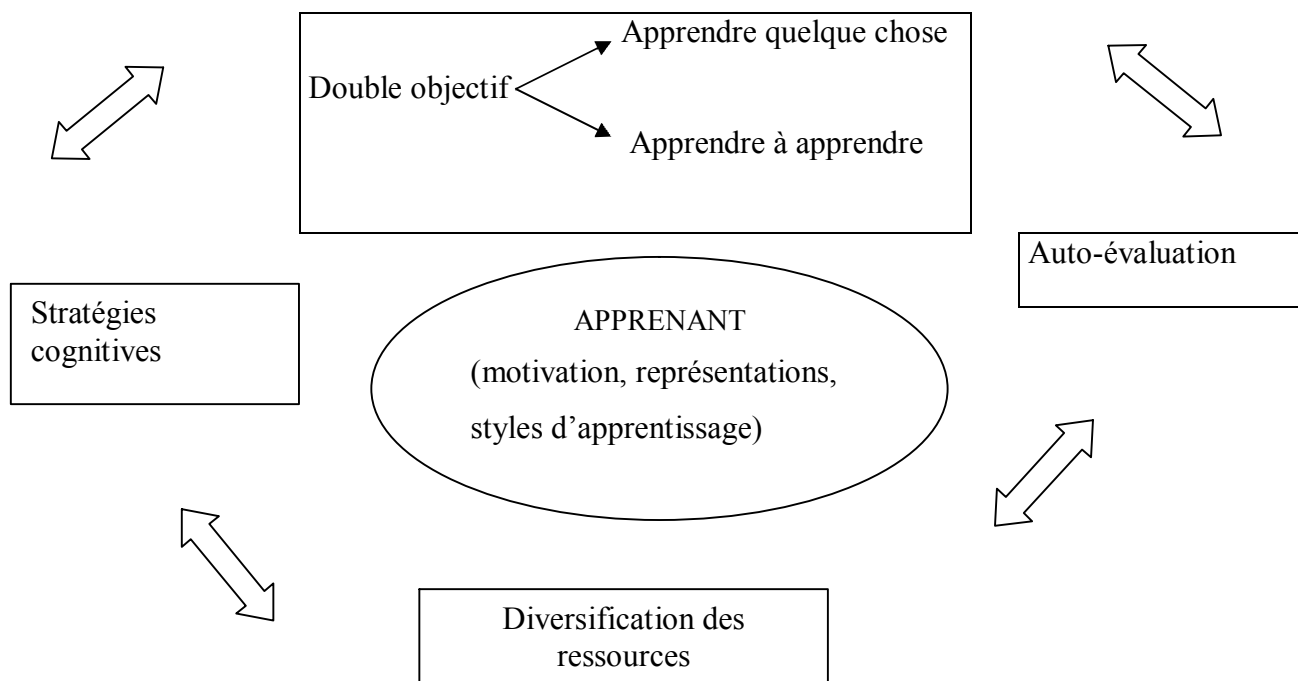 Apprendre quelque chose
Double objectif
Apprendre à apprendre
Auto-évaluation
Stratégies
cognitives
APPRENANT
(motivation, représentations,
styles d’apprentissage)
Diversification des
ressources